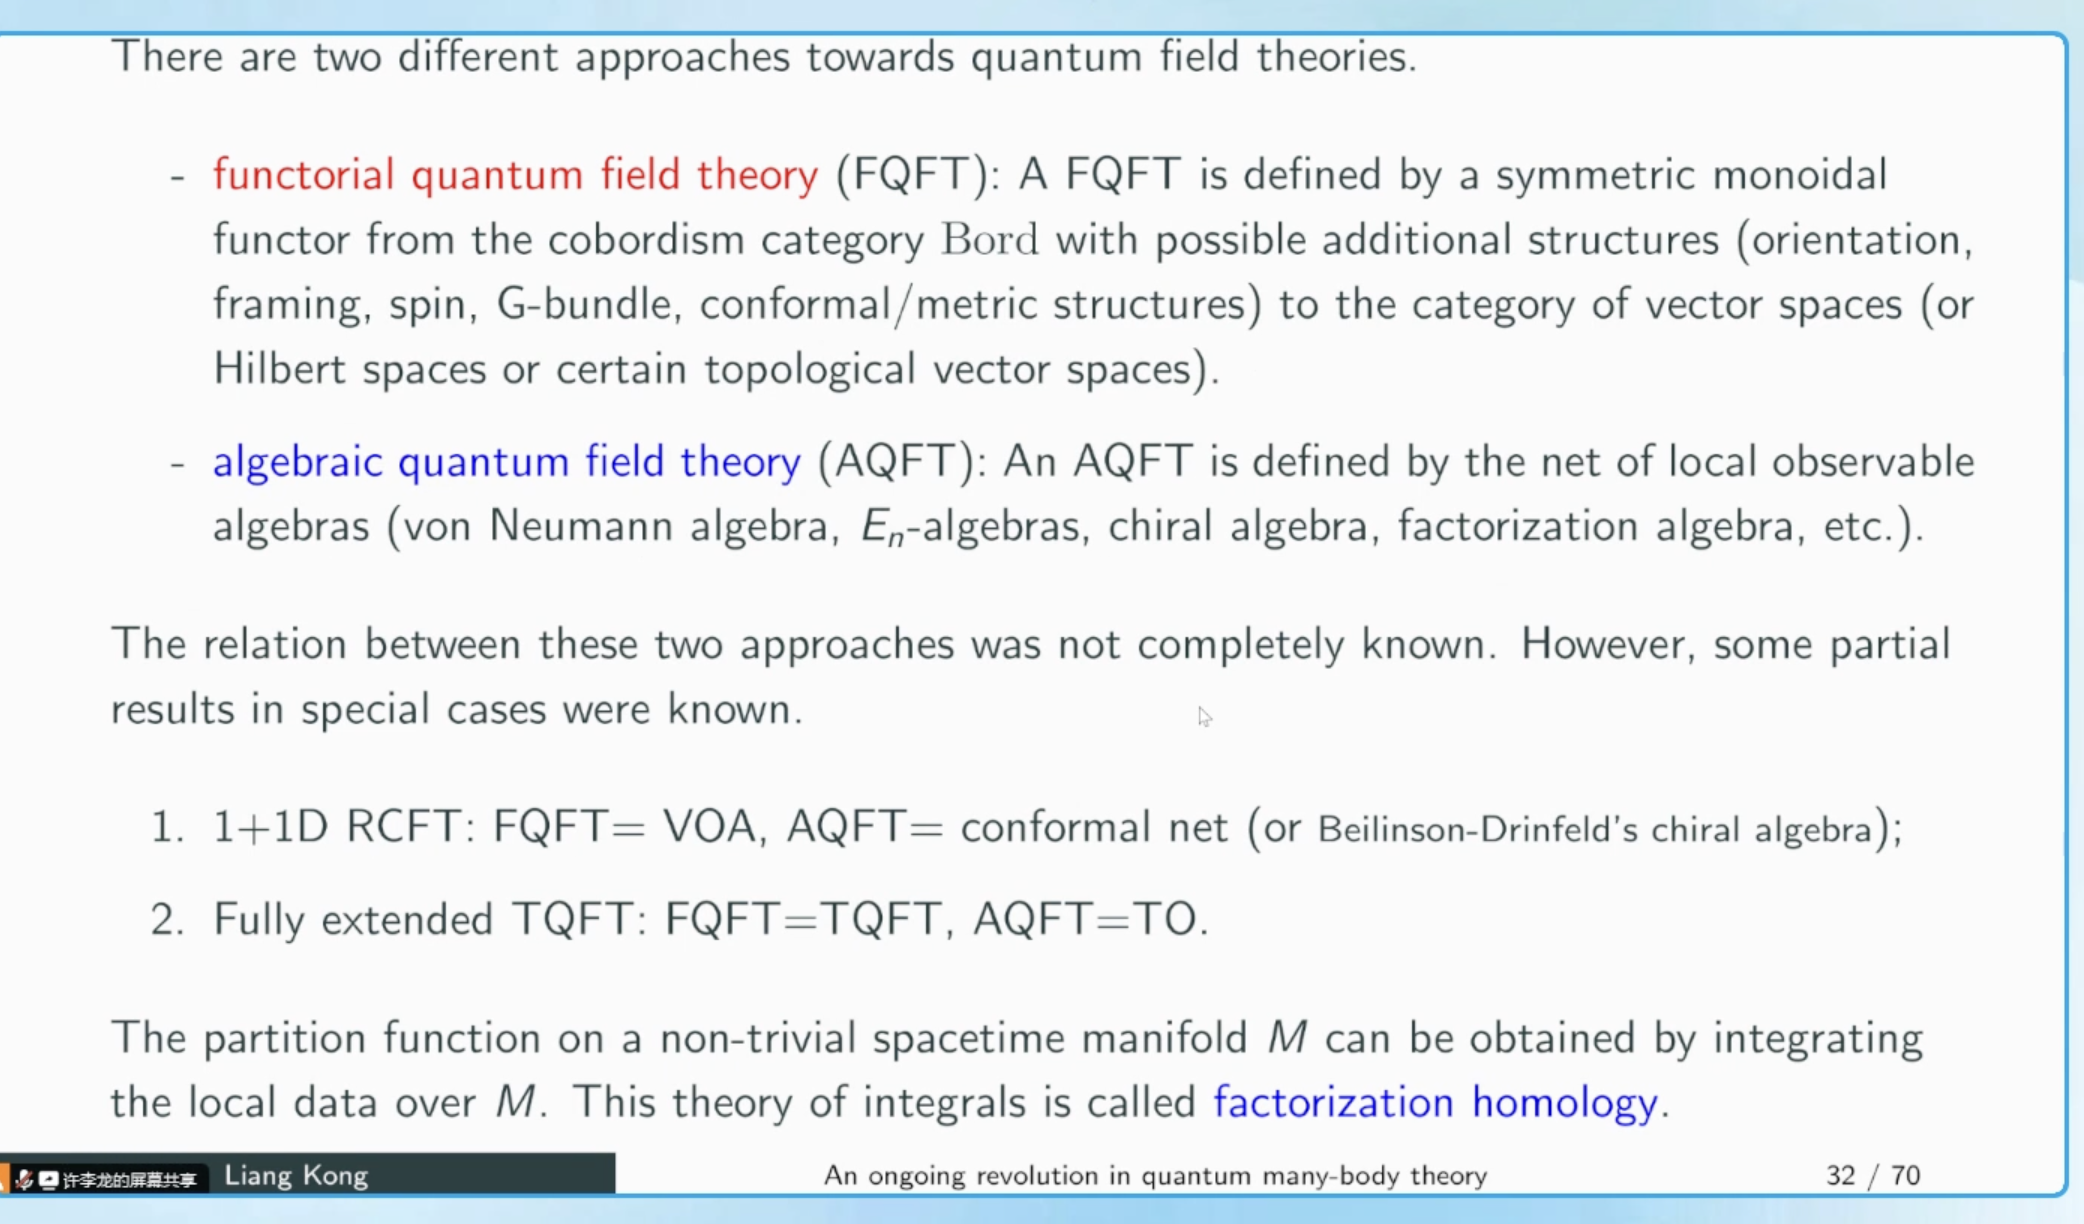 There are two different approaches towards quantum field theories.
- functorial quantum field theory (FQFT): A FQFT is defined by a symmetric monoidal
functor from the cobordism category Bord with possible additional structures (orientation,
framing, spin, G-bundle, conformal/metric structures) to the category of vector spaces (or
Hilbert spaces or certain topological vector spaces).
- algebraic quantum field theory (AQFT): An AQFT is defined by the net of local observable
algebras (von Neumann algebra, Eₙ-algebras, chiral algebra, factorization algebra, etc.).
The relation between these two approaches was not completely known. However, some partial
results in special cases were known.
1. 1+1D RCFT: FQFT= VOA, AQFT= conformal net (or Beilinson-Drinfeld's chiral algebra);
2. Fully extended TQFT: FQFT=TQFT, AQFT=TO.
The partition function on a non-trivial spacetime manifold M can be obtained by integrating
the local data over M. This theory of integrals is called factorization homology.
许李龙的屏幕共享 Liang Kong An ongoing revolution in quantum many-body theory 32 / 70